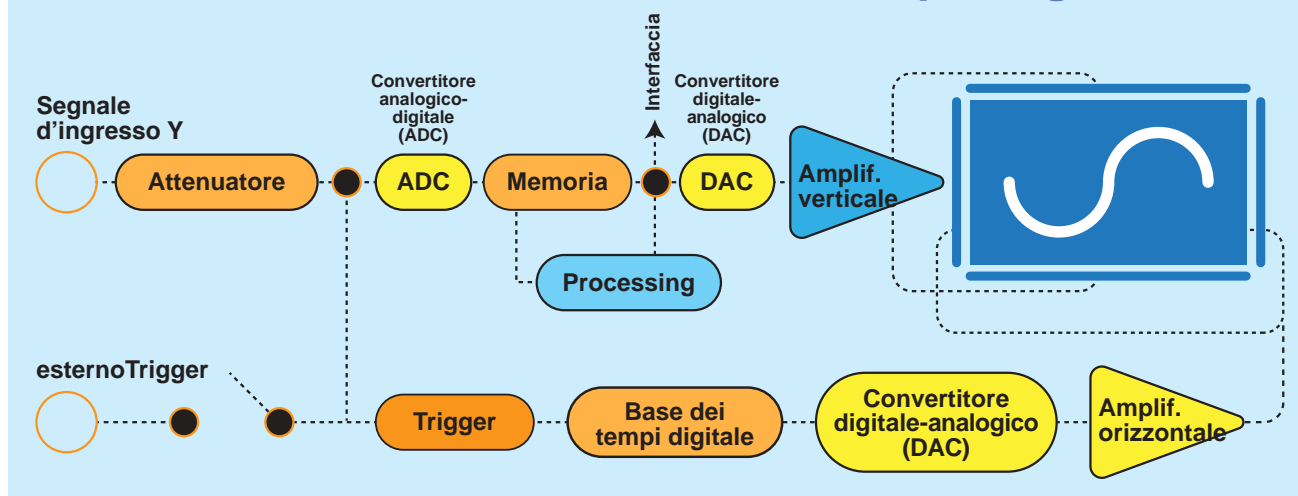 Interfaccia
Segnale
d'ingresso Y
Convertitore
analogico-
digitale
(ADC)
Convertitore
digitale-
analogico
(DAC)
Attenuatore
ADC
Memoria
DAC
Amplif.
verticale
Processing
esternoTrigger
Trigger
Base dei
tempi digitale
Convertitore
digitale-analogico
(DAC)
Amplif.
orizzontale